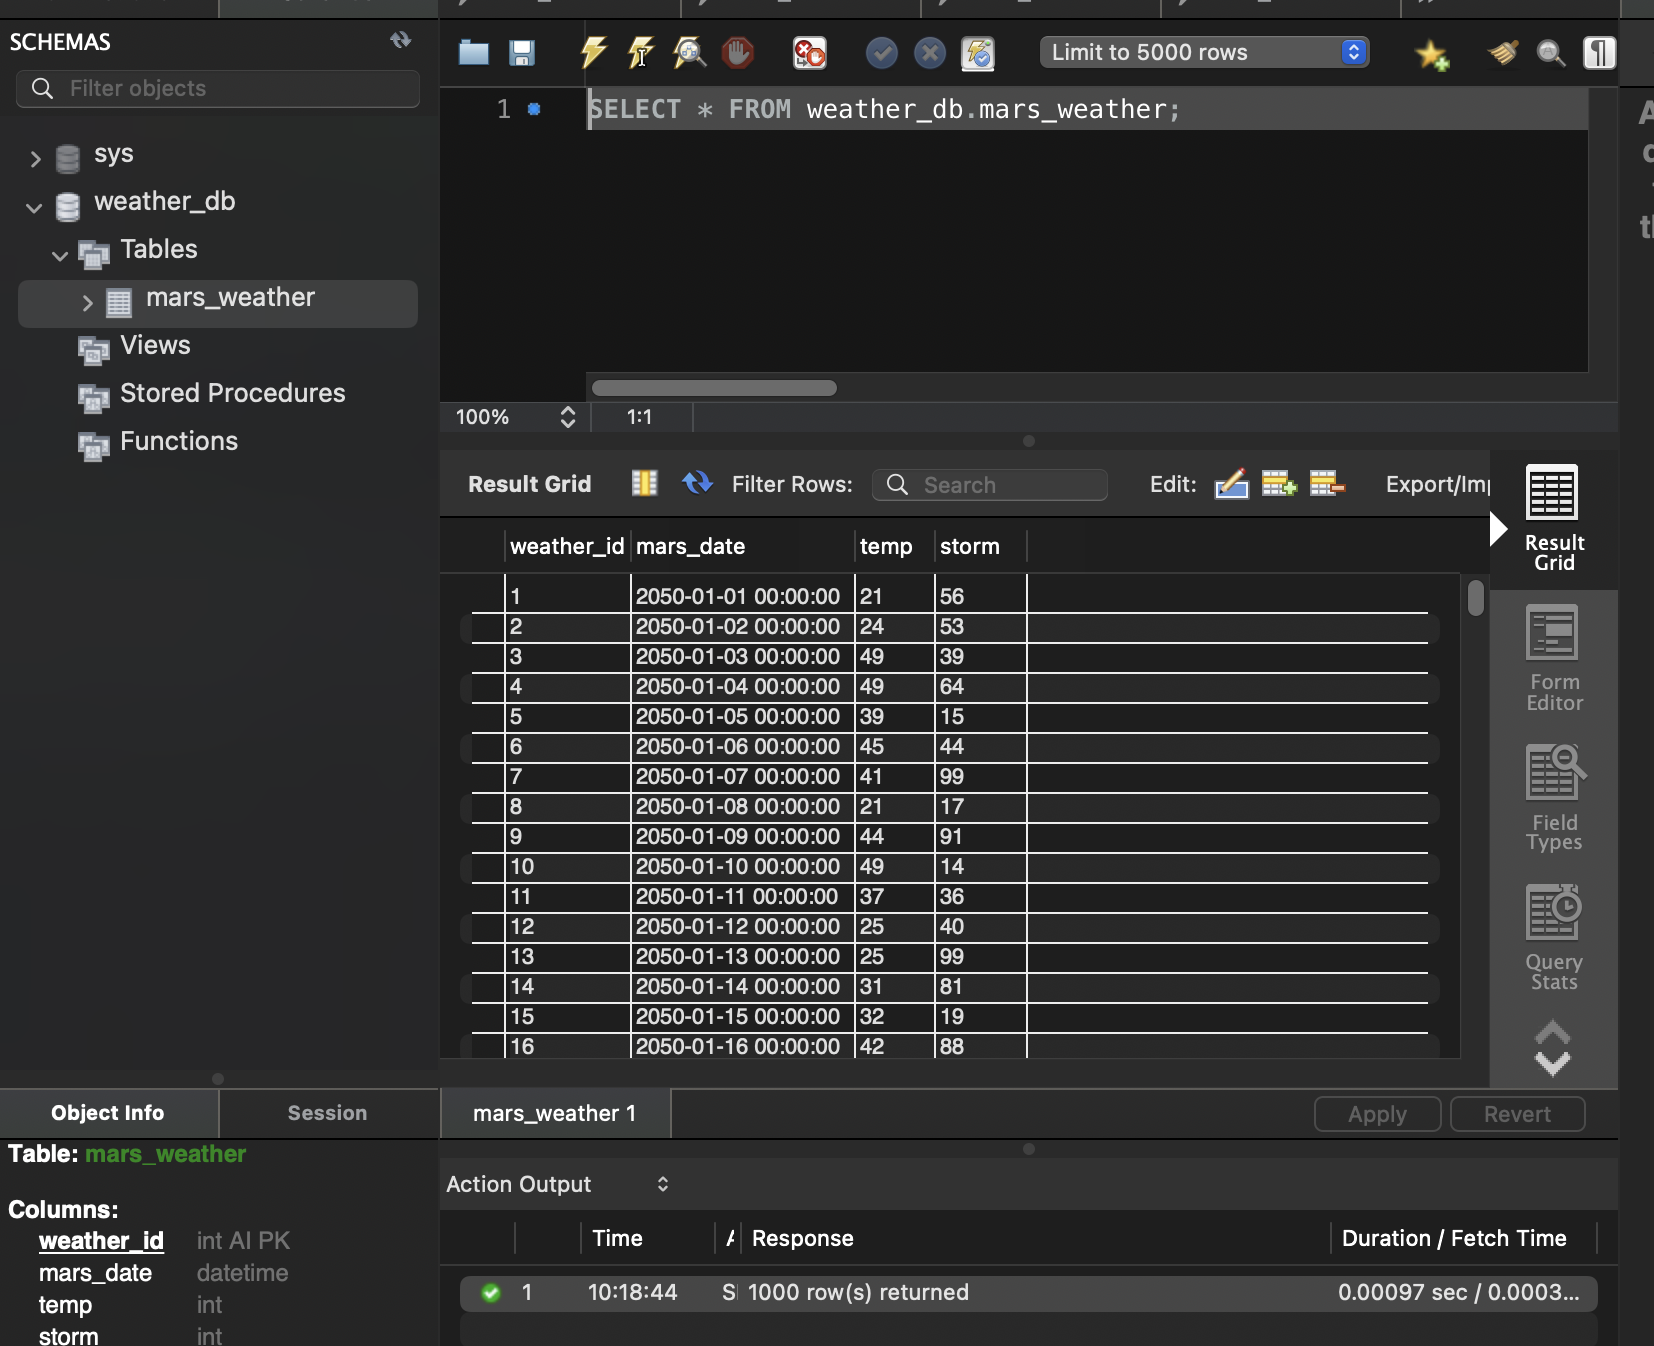 SCHEMAS
Filter objects
sys
weather_db
Tables
mars_weather
Views
Stored Procedures
Functions
Object Info
Session
Table: mars_weather
Columns:
weather_id int AI PK
mars_date datetime
temp int
storm int
Limit to 5000 rows
1 SELECT * FROM weather_db.mars_weather;
100% 1:1
Result Grid Filter Rows: Search Edit: Export/Imp
weather_id mars_date temp storm
1 2050-01-01 00:00:00 21 56
2 2050-01-02 00:00:00 24 53
3 2050-01-03 00:00:00 49 39
4 2050-01-04 00:00:00 49 64
5 2050-01-05 00:00:00 39 15
6 2050-01-06 00:00:00 45 44
7 2050-01-07 00:00:00 41 99
8 2050-01-08 00:00:00 21 17
9 2050-01-09 00:00:00 44 91
10 2050-01-10 00:00:00 49 14
11 2050-01-11 00:00:00 37 36
12 2050-01-12 00:00:00 25 40
13 2050-01-13 00:00:00 25 99
14 2050-01-14 00:00:00 31 81
15 2050-01-15 00:00:00 32 19
16 2050-01-16 00:00:00 42 88
Result
Grid
Form
Editor
Field
Types
Query
Stats
mars_weather 1
Apply
Revert
Action Output
Time Response Duration / Fetch Time
1 10:18:44 1000 row(s) returned 0.00097 sec / 0.0003...